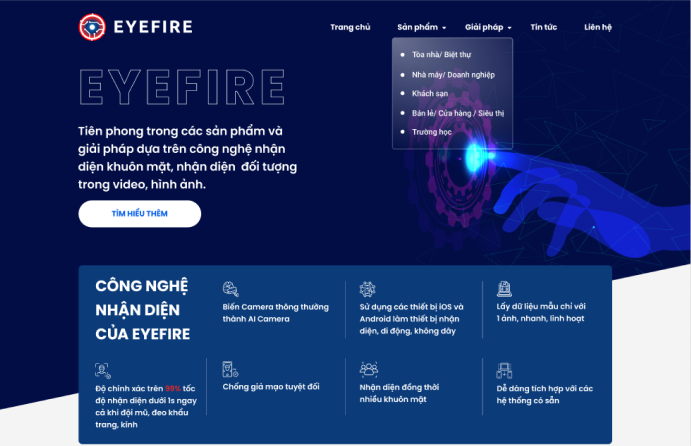 EYEFIRE
Trang chủ
Sản phẩm
Giải pháp
Tin tức
Liên hệ
Tòa nhà/ Biệt thự
Nhà máy/ Doanh nghiệp
Khách sạn
Bán lẻ/ Cửa hàng / Siêu thị
Trường học
EYEFIRE
Tiên phong trong các sản phẩm và
giải pháp dựa trên công nghệ nhận
diện khuôn mặt, nhận diện đối tượng
trong video, hình ảnh.
TÌM HIỂU THÊM
CÔNG NGHỆ
NHẬN DIỆN
CỦA EYEFIRE
Biến Camera thông thường
thành AI Camera
Sử dụng các thiết bị iOS và
Android làm thiết bị nhận
diện, di động, không dây
Lấy dữ liệu mẫu chỉ với
1 ảnh, nhanh, linh hoạt
Độ chính xác trên 99% tốc
độ nhận diện dưới 1s ngay
cả khi đội mũ, đeo khẩu
trang, kính
Chống giả mạo tuyệt đối
Nhận diện đồng thời
nhiều khuôn mặt
Dễ dàng tích hợp với các
hệ thống có sẵn